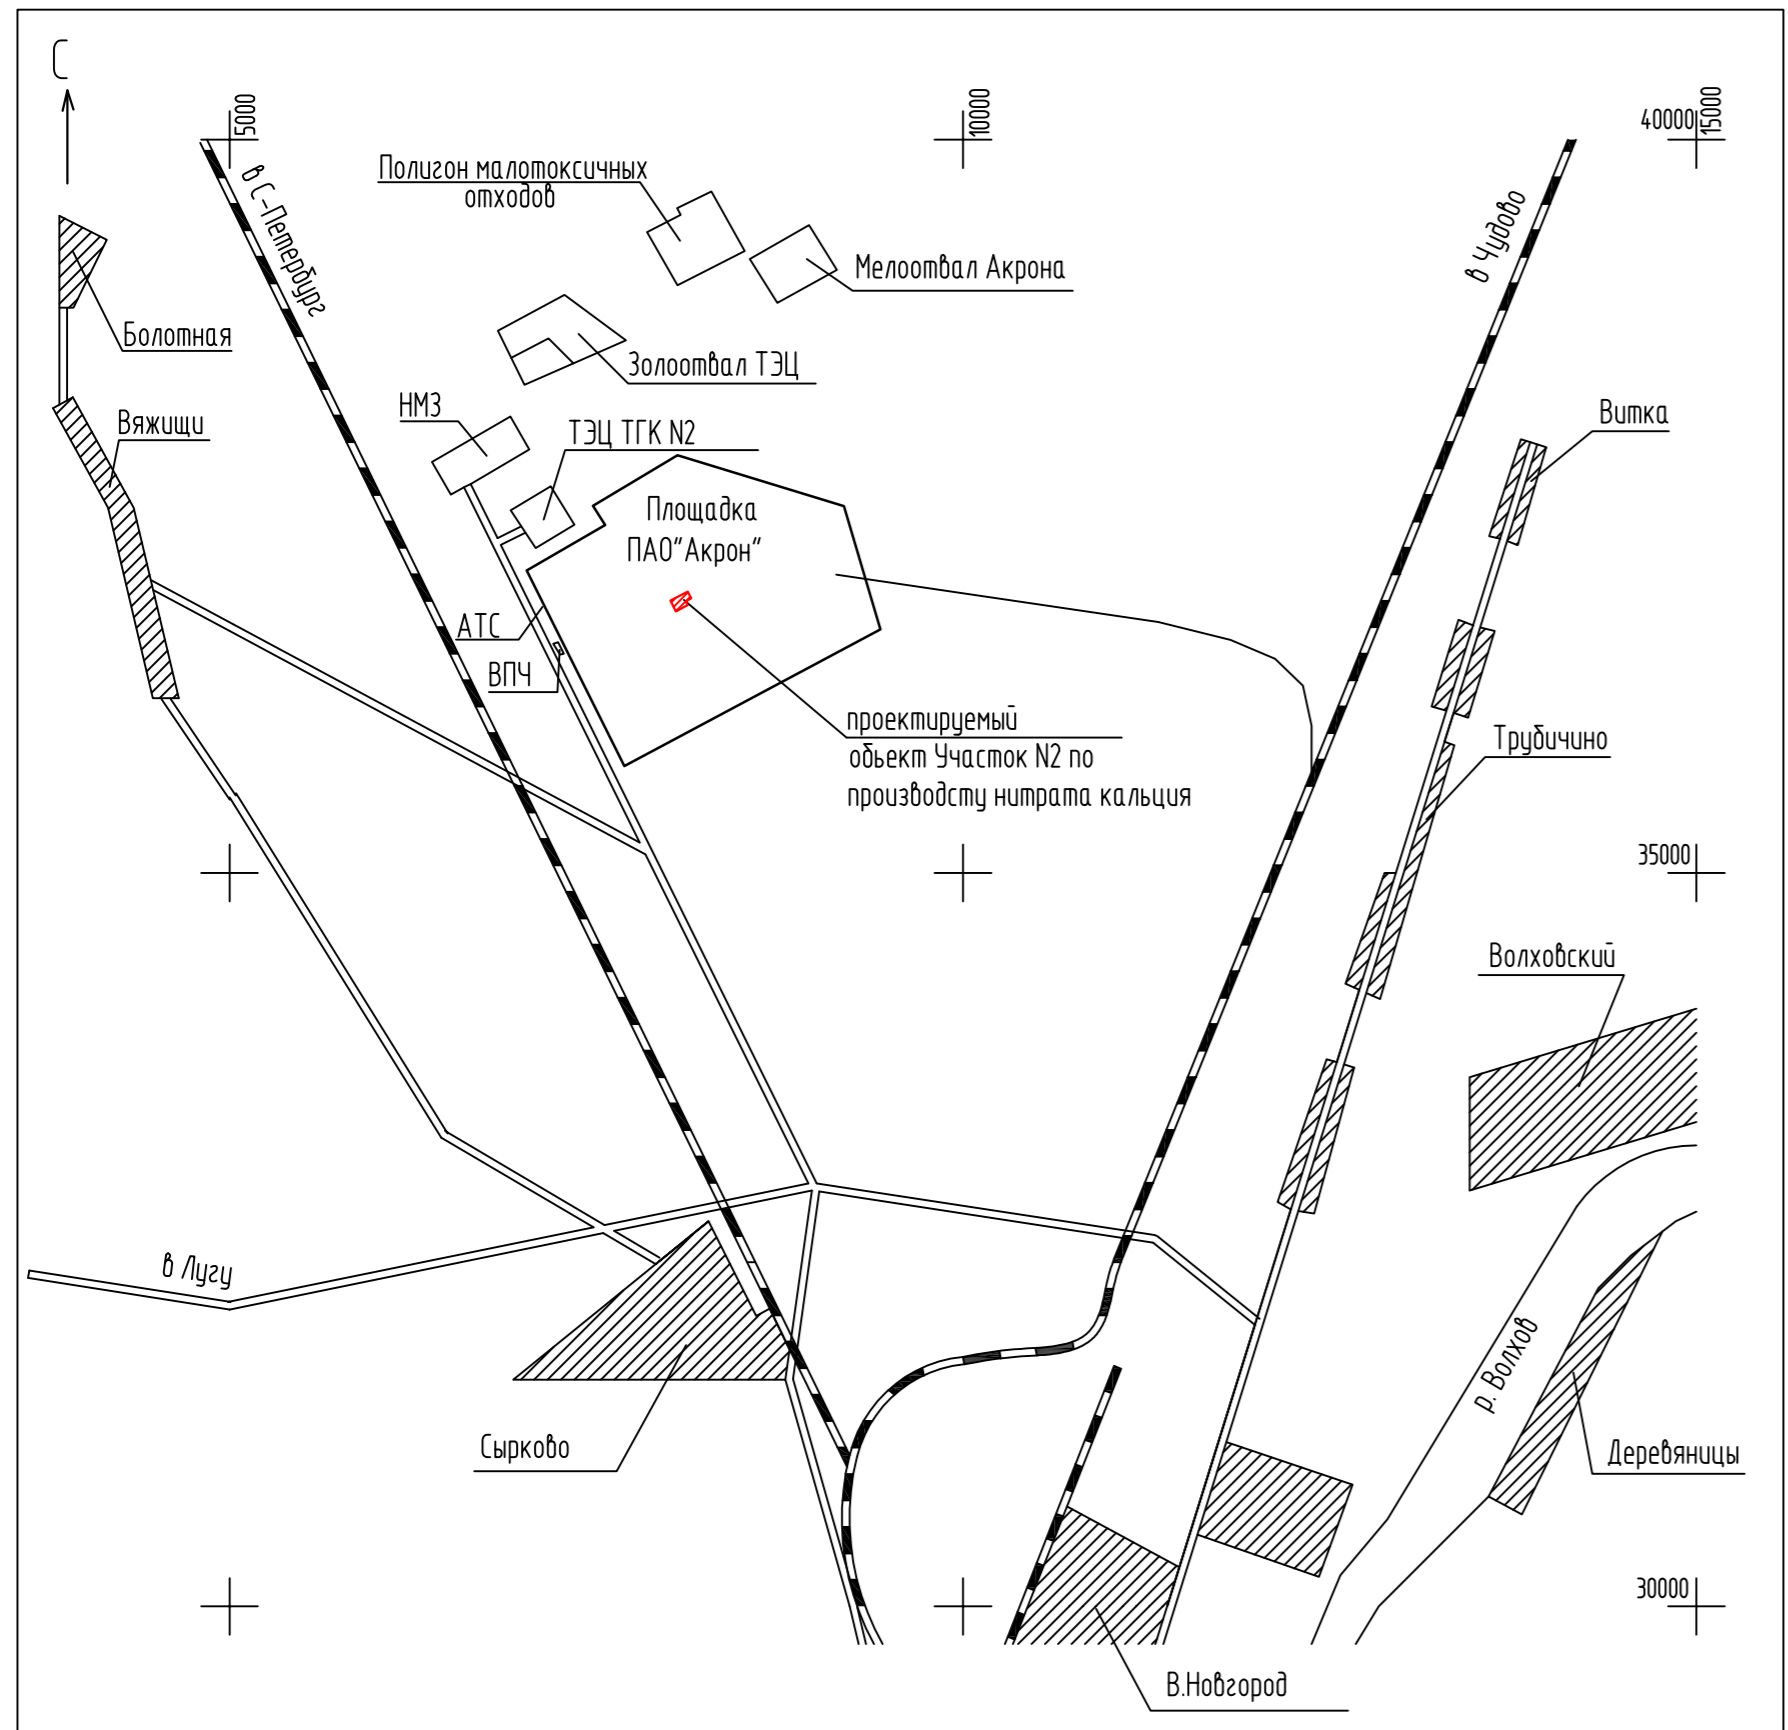 С
5000
10000
40000
15000
в С-Петербург
Полигон малотоксичных
отходов
Мелоотвал Акрона
в Чудово
Болотная
Золоотвал ТЭЦ
Вяжищи
НМЗ
ТЭЦ ТГК N2
Витка
Площадка
ПАО"Акрон"
АТС
ВПЧ
проектируемый
объект Участок N2 по
производсту нитрата кальция
Трубичино
35000
Волховский
в Лугу
р. Волхов
Сырково
Деревяницы
30000
В.Новгород